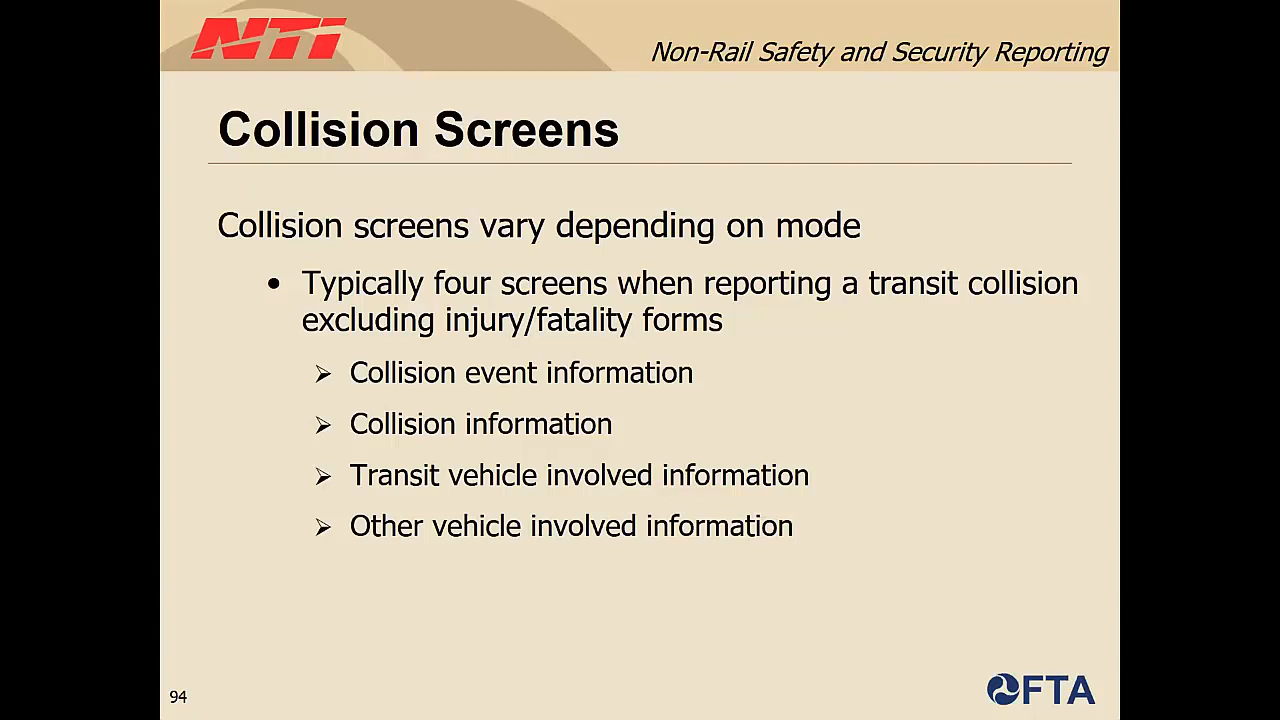 NTI
Non-Rail Safety and Security Reporting
Collision Screens
Collision screens vary depending on mode
• Typically four screens when reporting a transit collision
excluding injury/fatality forms
➢ Collision event information
➢ Collision information
➢ Transit vehicle involved information
➢ Other vehicle involved information
94
FTA